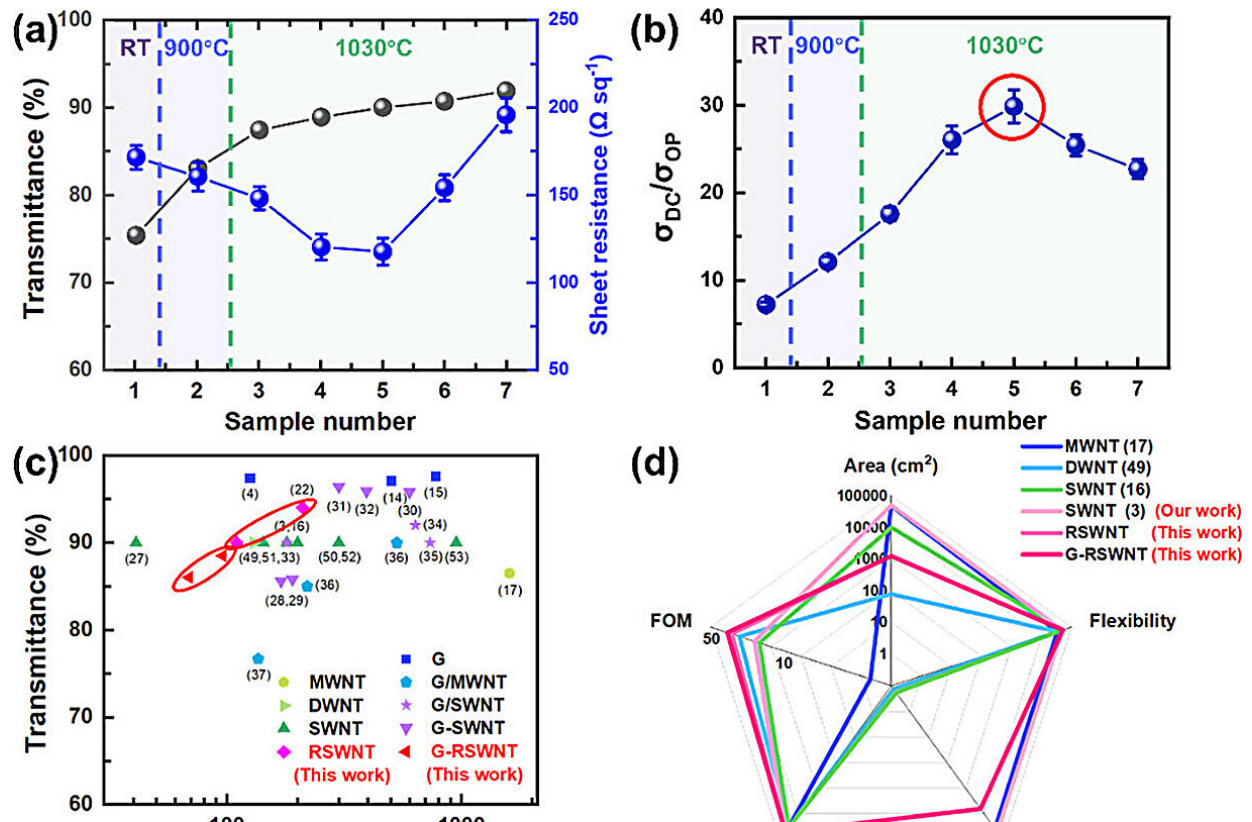 (a)
100
90
80
70
60
Transmittance (%)
RT
900°C
1030°C
250
200
150
100
50
Sheet resistance (Ω sq⁻¹)
1 2 3 4 5 6 7
Sample number
(b)
40
30
20
10
0
σDC/σOP
RT
900°C
1030°C
1 2 3 4 5 6 7
Sample number
(c)
100
90
80
70
60
Transmittance (%)
(4)
(22)
(31)
(32)
(14)
(30)
(15)
(3,16)
(34)
(27)
(49,51,33)
(50,52)
(36)
(35)
(53)
(28,29)
(36)
(17)
(37)
MWNT
DWNT
SWNT
RSWNT
(This work)
G
G/MWNT
G/SWNT
G-SWNT
G-RSWNT
(This work)
100 1000
(d)
MWNT (17)
DWNT (49)
SWNT (16)
SWNT (3) (Our work)
RSWNT (This work)
G-RSWNT (This work)
Area (cm²)
100000
10000
1000
100
10
1
FOM
50
10
Flexibility